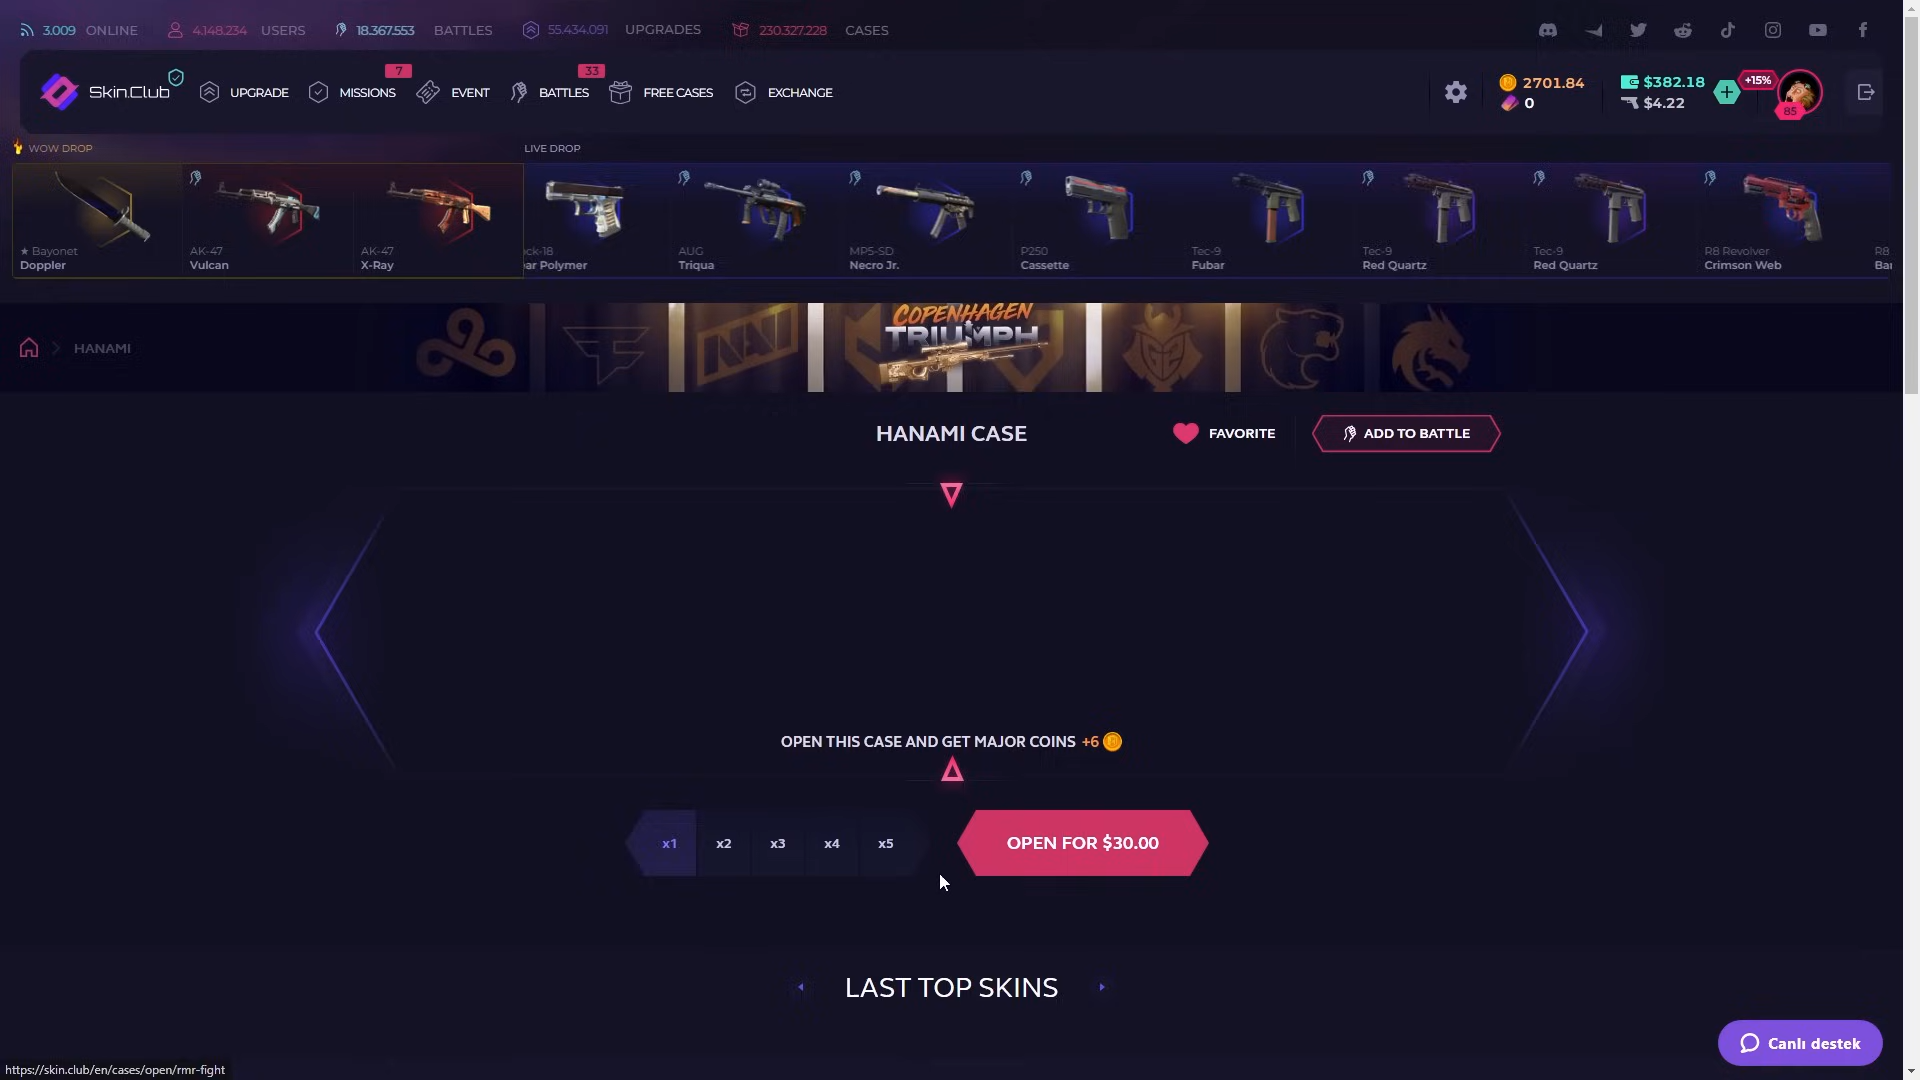 3.009 ONLINE 4.148.234 USERS 18.367.553 BATTLES 55.434.091 UPGRADES 230.327.228 CASES
Skin.Club UPGRADE 7 MISSIONS EVENT 33 BATTLES FREE CASES EXCHANGE
2701.84 $382.18 +15%
0 $4.22 85
WOW DROP LIVE DROP
★ Bayonet AK-47 AK-47 ck-18 AUG MP5-SD P250 Tec-9 Tec-9 Tec-9 R8 Revolver R8
Doppler Vulcan X-Ray ar Polymer Triqua Necro Jr. Cassette Fubar Red Quartz Red Quartz Crimson Web Ba
NAVI
COPENHAGEN
TRIUMPH
HANAMI
HANAMI CASE FAVORITE ADD TO BATTLE
OPEN THIS CASE AND GET MAJOR COINS +6
x1 x2 x3 x4 x5 OPEN FOR $30.00
LAST TOP SKINS
Canlı destek
https://skin.club/en/cases/open/rmr-fight